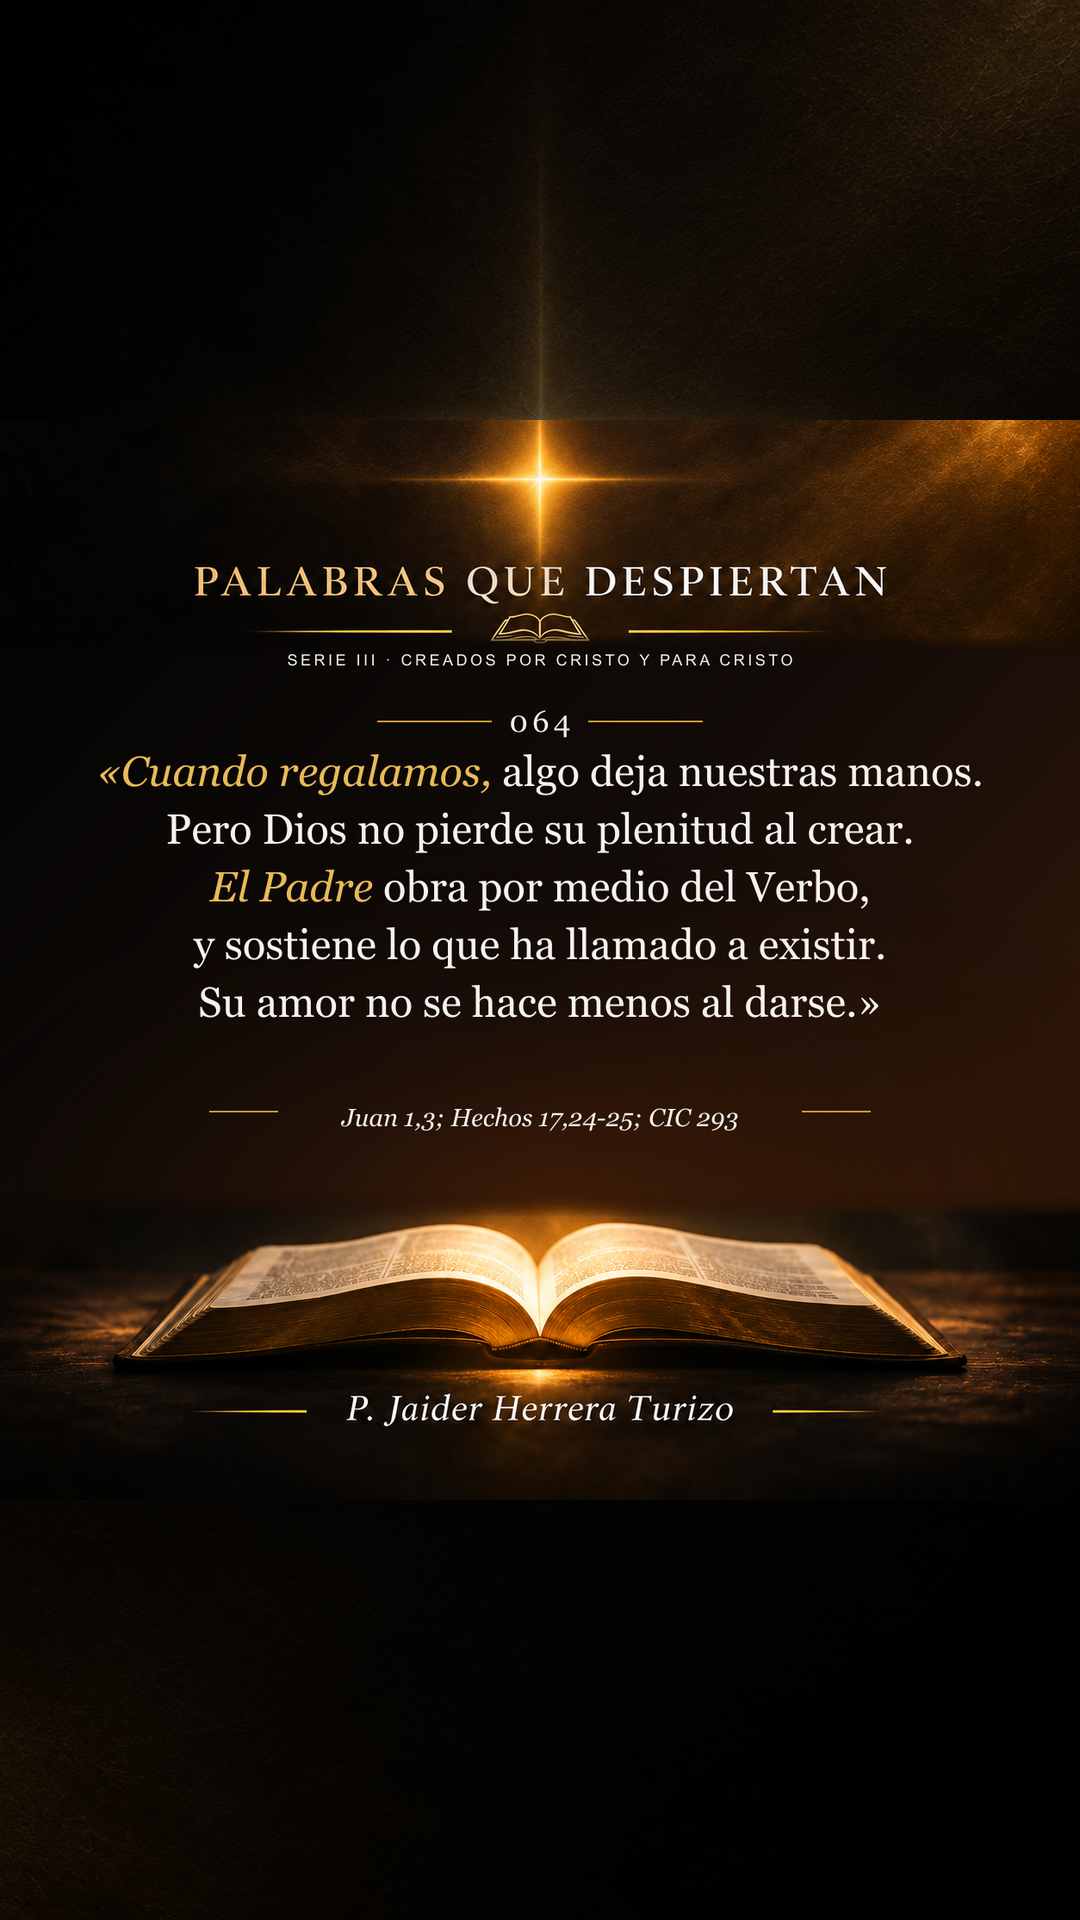 PALABRAS QUE DESPIERTAN
SERIE III · CREADOS POR CRISTO Y PARA CRISTO
064
«Cuando regalamos, algo deja nuestras manos.
Pero Dios no pierde su plenitud al crear.
El Padre obra por medio del Verbo,
y sostiene lo que ha llamado a existir.
Su amor no se hace menos al darse.»
Juan 1,3; Hechos 17,24-25; CIC 293
P. Jaider Herrera Turizo